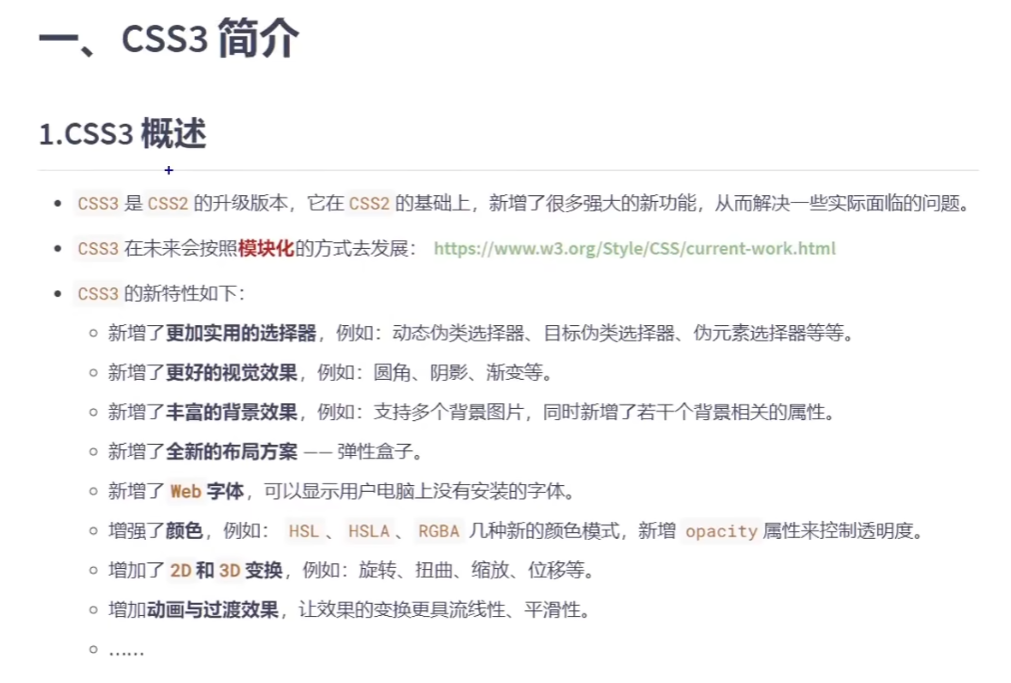 一、CSS3 简介
1.CSS3 概述
CSS3 是 CSS2 的升级版本，它在 CSS2 的基础上，新增了很多强大的新功能，从而解决一些实际面临的问题。
CSS3 在未来会按照模块化的方式去发展： https://www.w3.org/Style/CSS/current-work.html
CSS3 的新特性如下：
新增了更加实用的选择器，例如：动态伪类选择器、目标伪类选择器、伪元素选择器等等。
新增了更好的视觉效果，例如：圆角、阴影、渐变等。
新增了丰富的背景效果，例如：支持多个背景图片，同时新增了若干个背景相关的属性。
新增了全新的布局方案 —— 弹性盒子。
新增了 Web 字体，可以显示用户电脑上没有安装的字体。
增强了颜色，例如： HSL 、 HSLA 、 RGBA 几种新的颜色模式，新增 opacity 属性来控制透明度。
增加了 2D 和 3D 变换，例如：旋转、扭曲、缩放、位移等。
增加动画与过渡效果，让效果的变换更具流线性、平滑性。
……